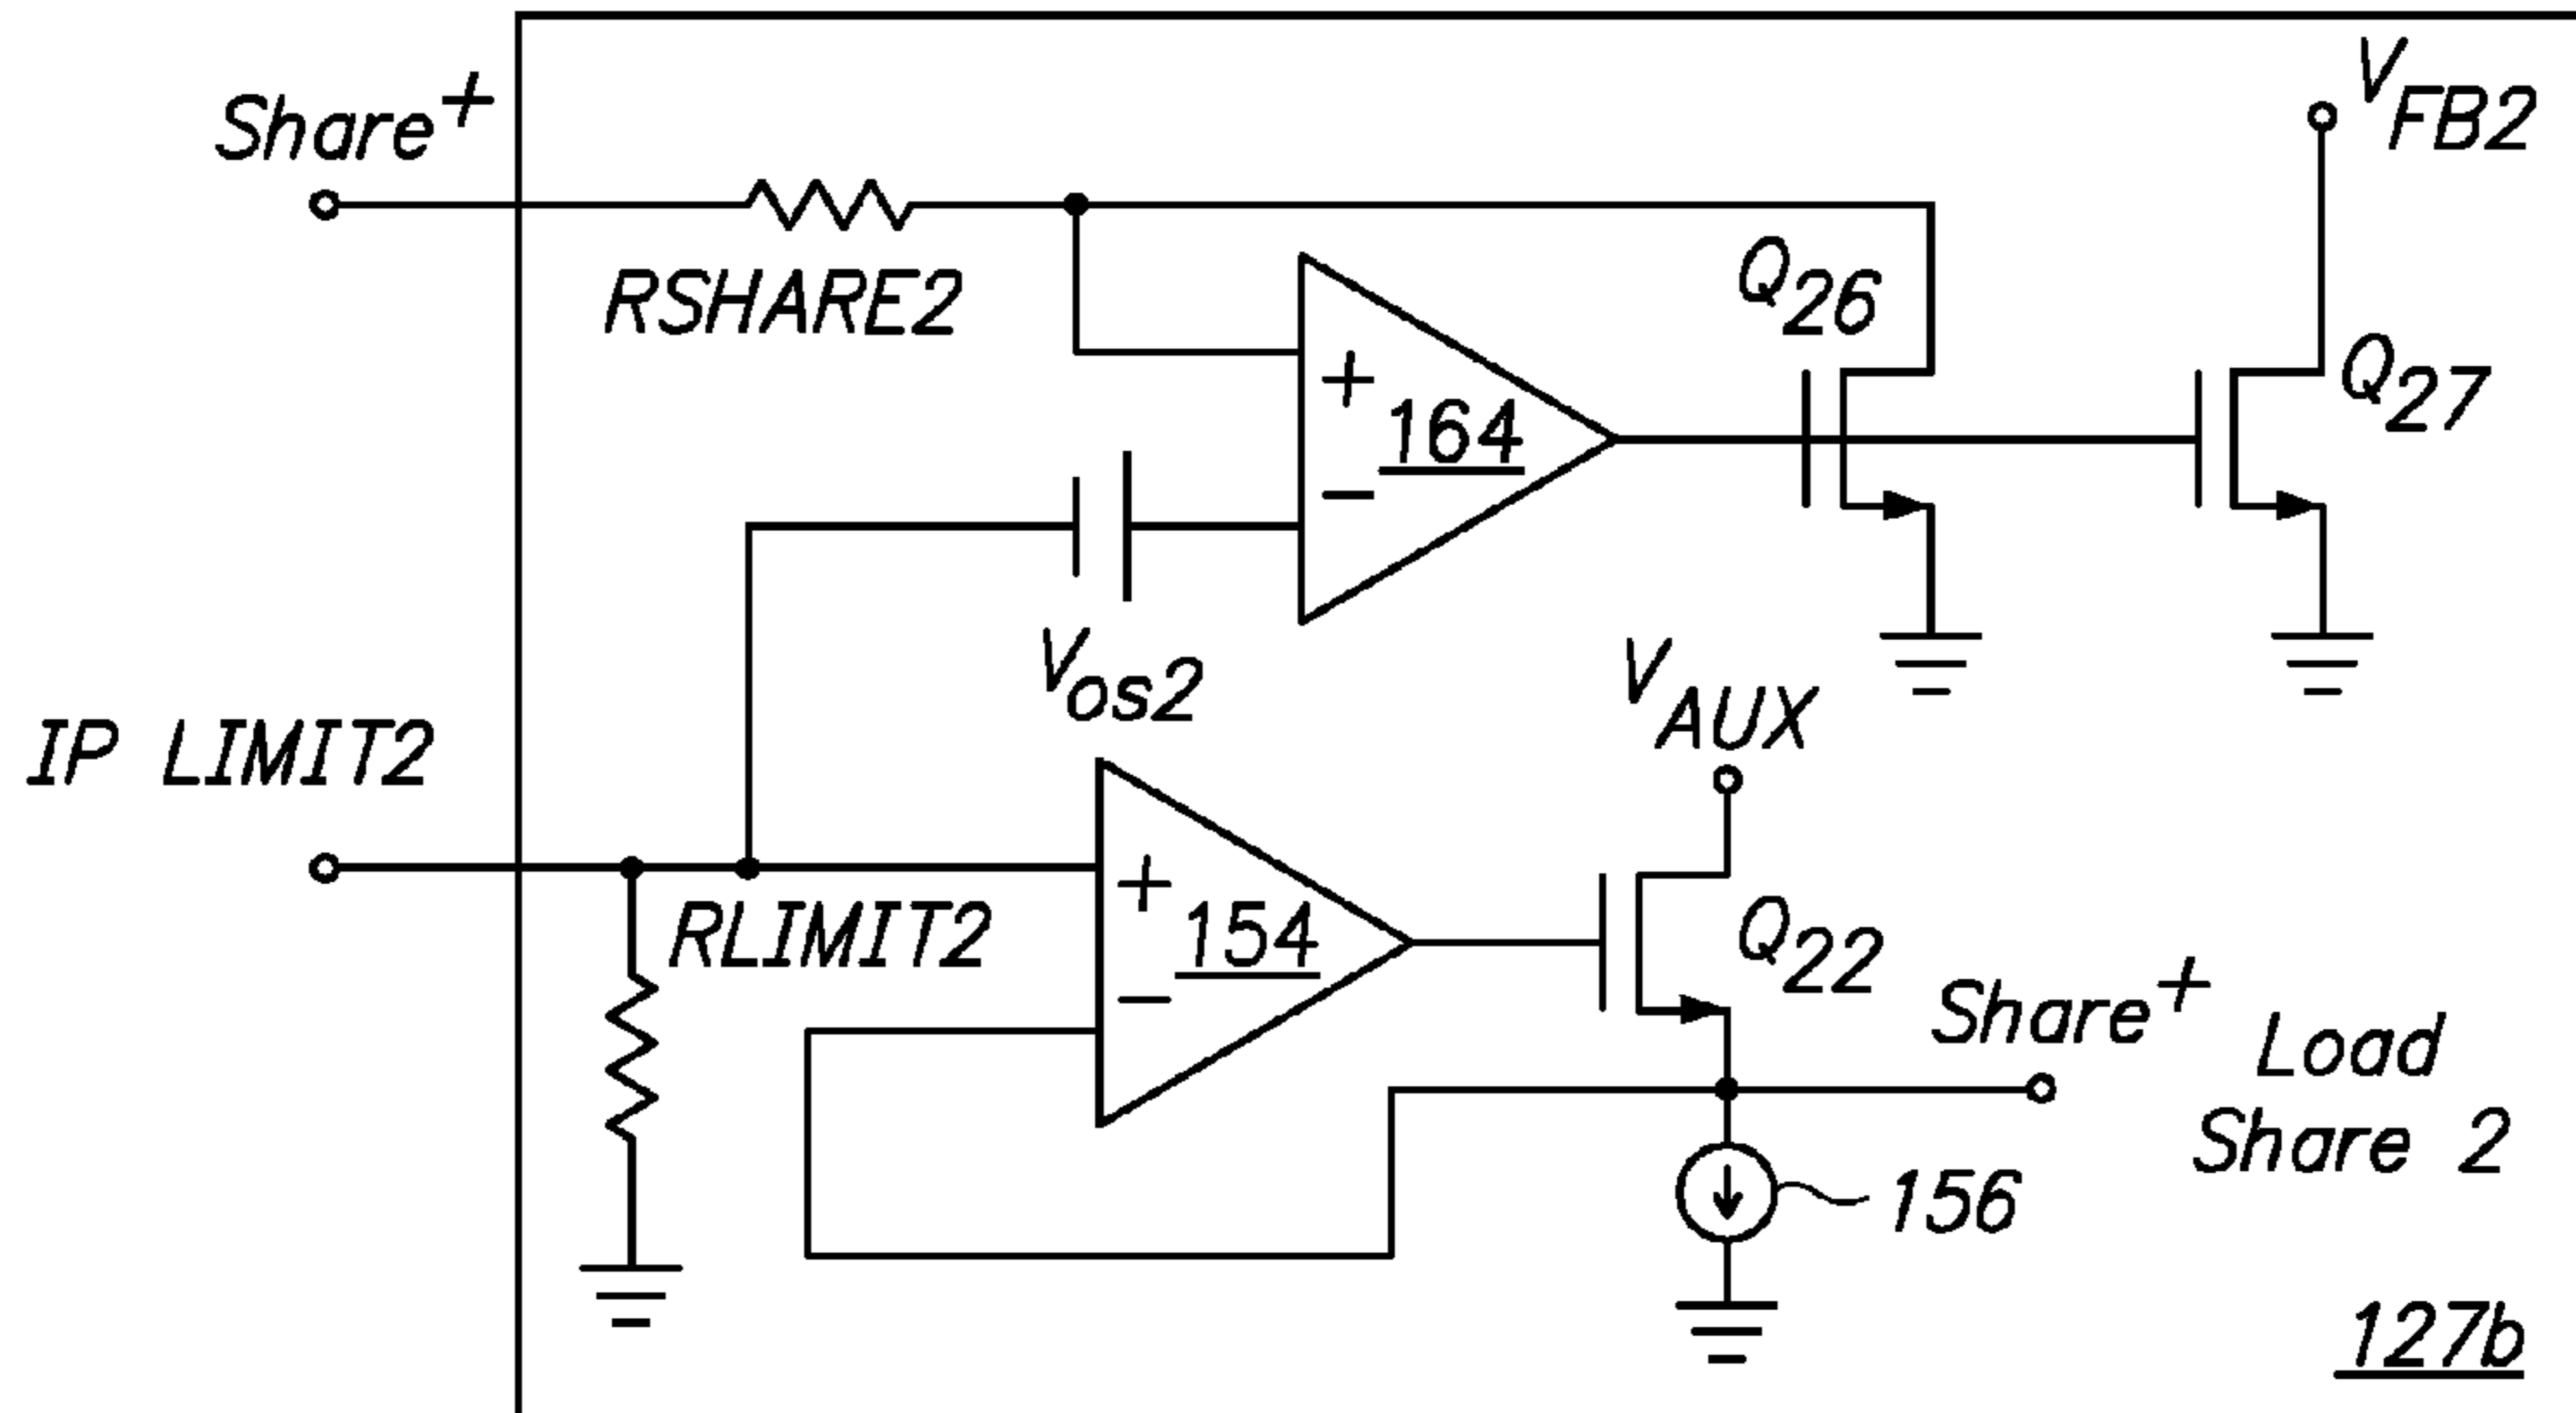 Share+
VFB2
RSHARE2
Q26
Q27
+
164
−
Vos2
VAUX
IP LIMIT2
RLIMIT2
+
154
−
Q22
Share+
Load
Share 2
156
127b